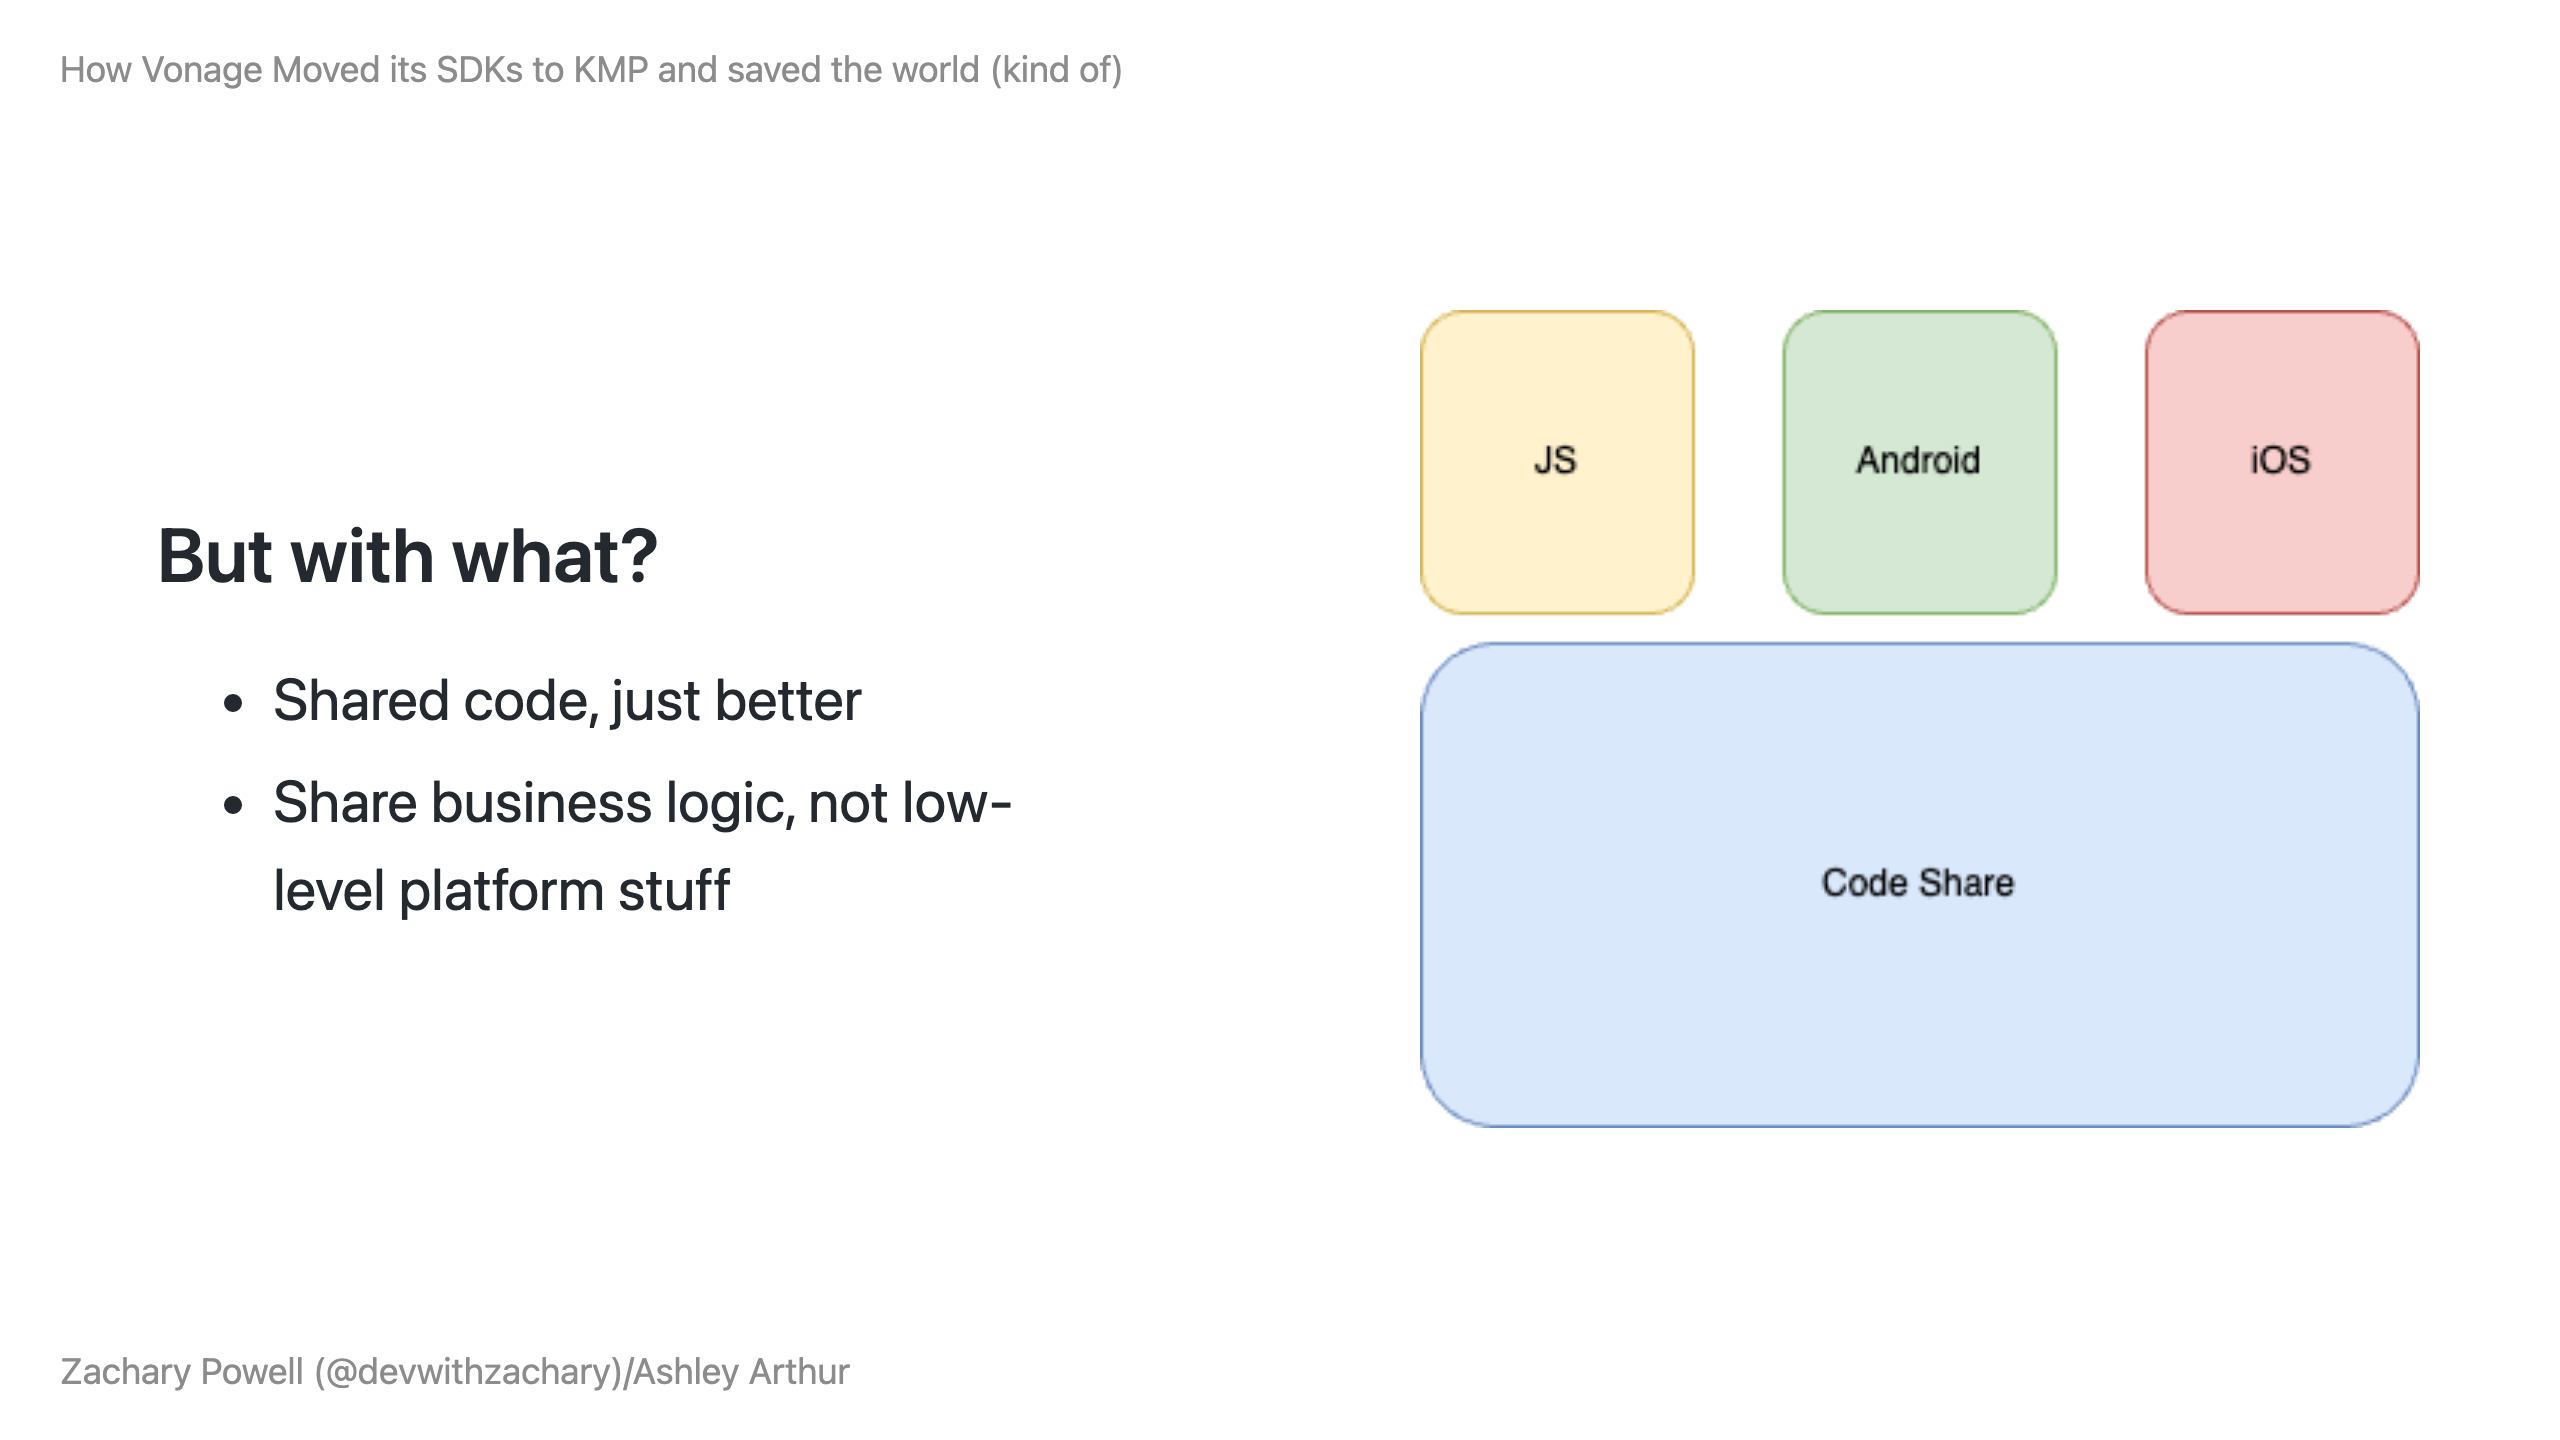 How Vonage Moved its SDKs to KMP and saved the world (kind of)
But with what?
• Shared code, just better
• Share business logic, not low-
level platform stuff
JS
Android
iOS
Code Share
Zachary Powell (@devwithzachary)/Ashley Arthur